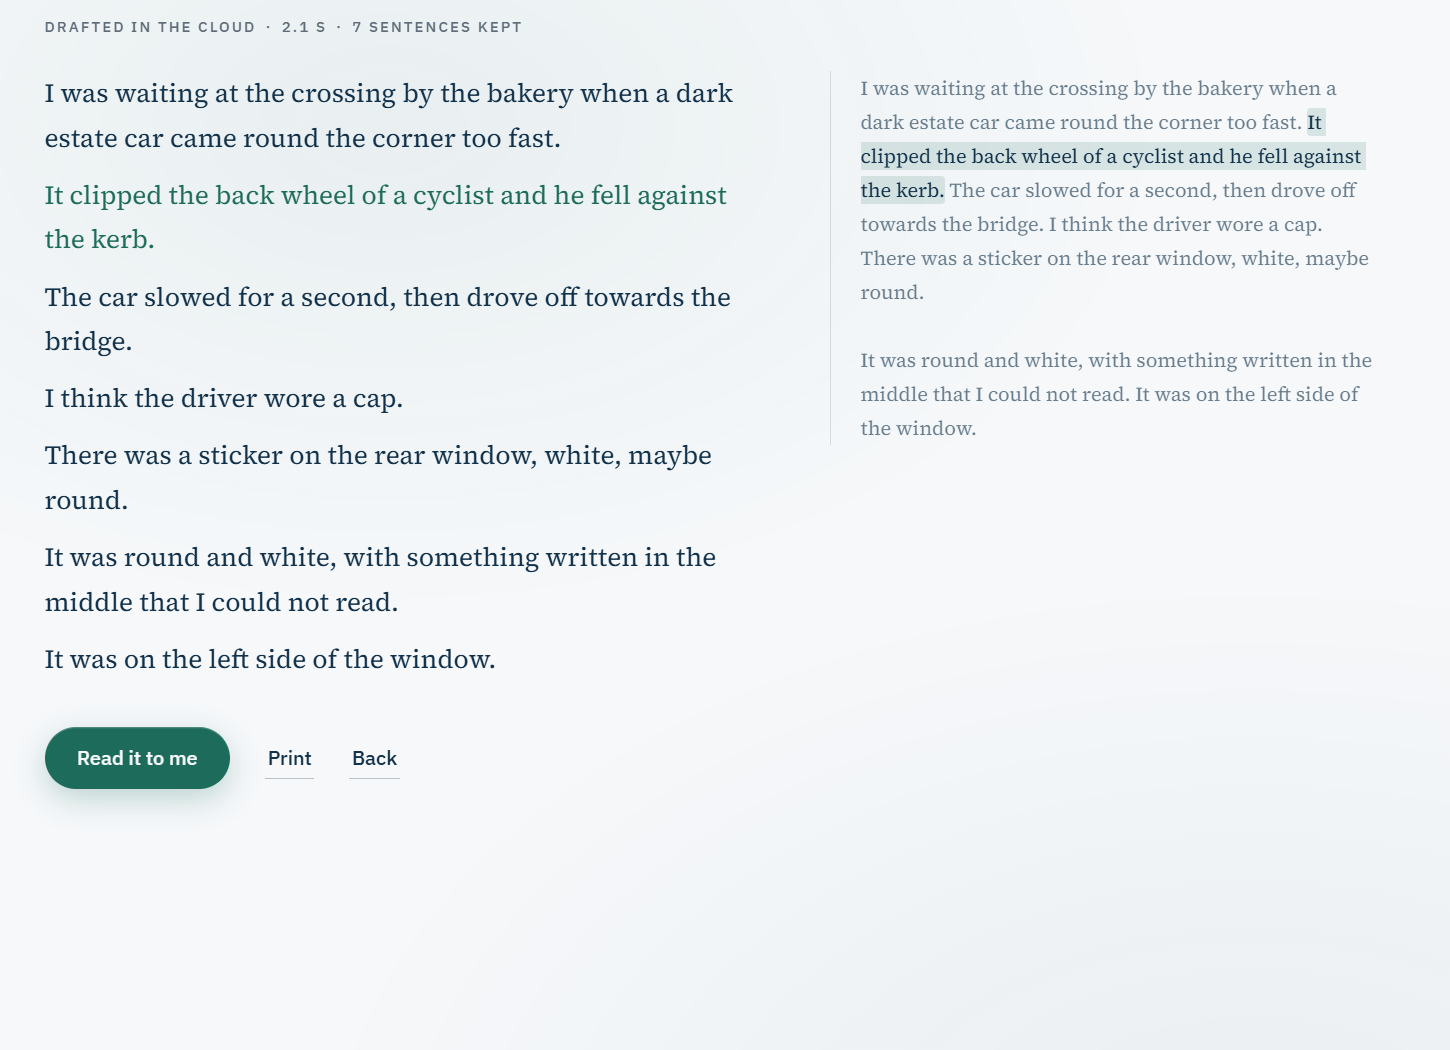 DRAFTED IN THE CLOUD · 2.1 S · 7 SENTENCES KEPT
I was waiting at the crossing by the bakery when a dark
estate car came round the corner too fast.
It clipped the back wheel of a cyclist and he fell against
the kerb.
The car slowed for a second, then drove off towards the
bridge.
I think the driver wore a cap.
There was a sticker on the rear window, white, maybe
round.
It was round and white, with something written in the
middle that I could not read.
It was on the left side of the window.
Read it to me
Print
Back
I was waiting at the crossing by the bakery when a
dark estate car came round the corner too fast. It
clipped the back wheel of a cyclist and he fell against
the kerb. The car slowed for a second, then drove off
towards the bridge. I think the driver wore a cap.
There was a sticker on the rear window, white, maybe
round.
It was round and white, with something written in the
middle that I could not read. It was on the left side of
the window.